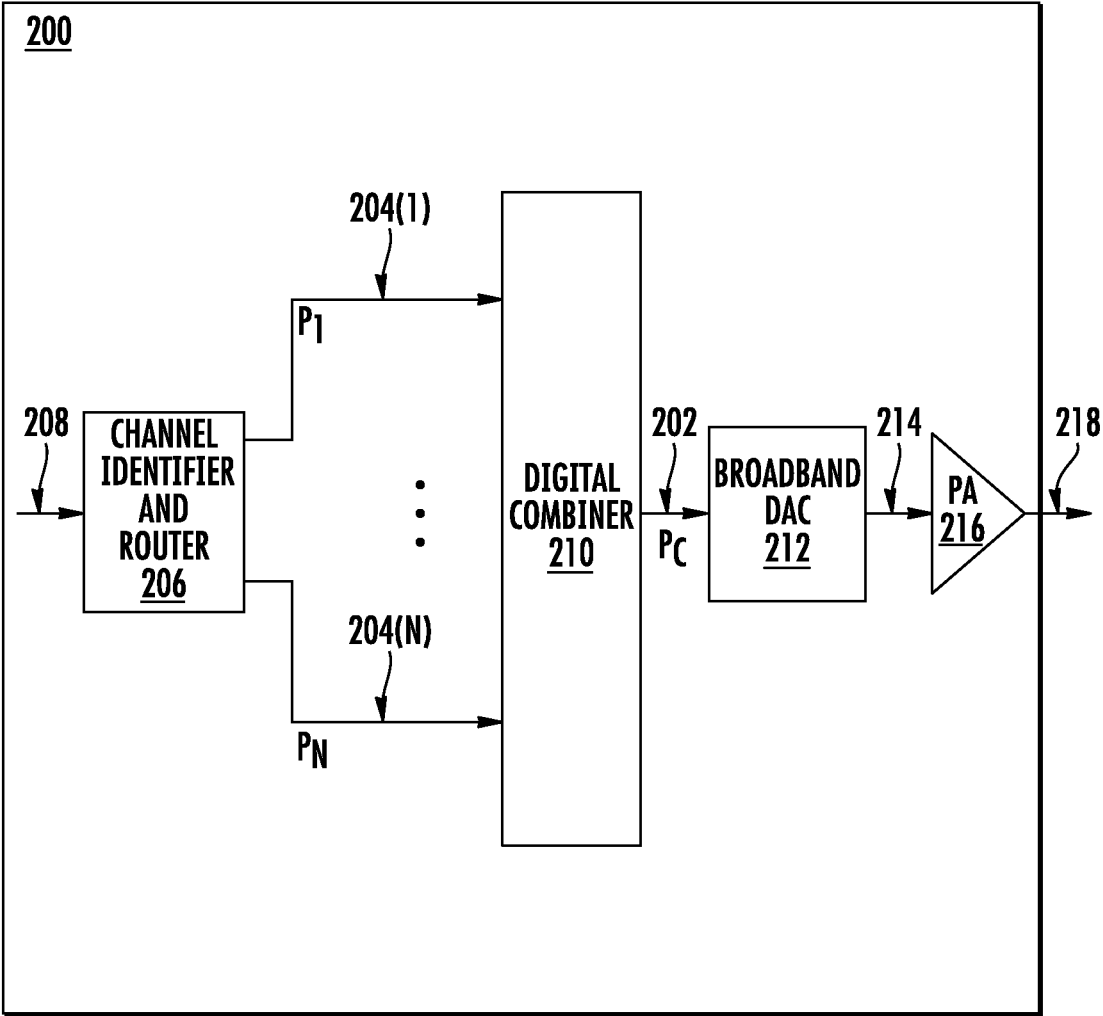 200
204(1)
P1
208
CHANNEL
IDENTIFIER
AND
ROUTER
206
204(N)
PN
DIGITAL
COMBINER
210
202
PC
BROADBAND
DAC
212
214
PA
216
218